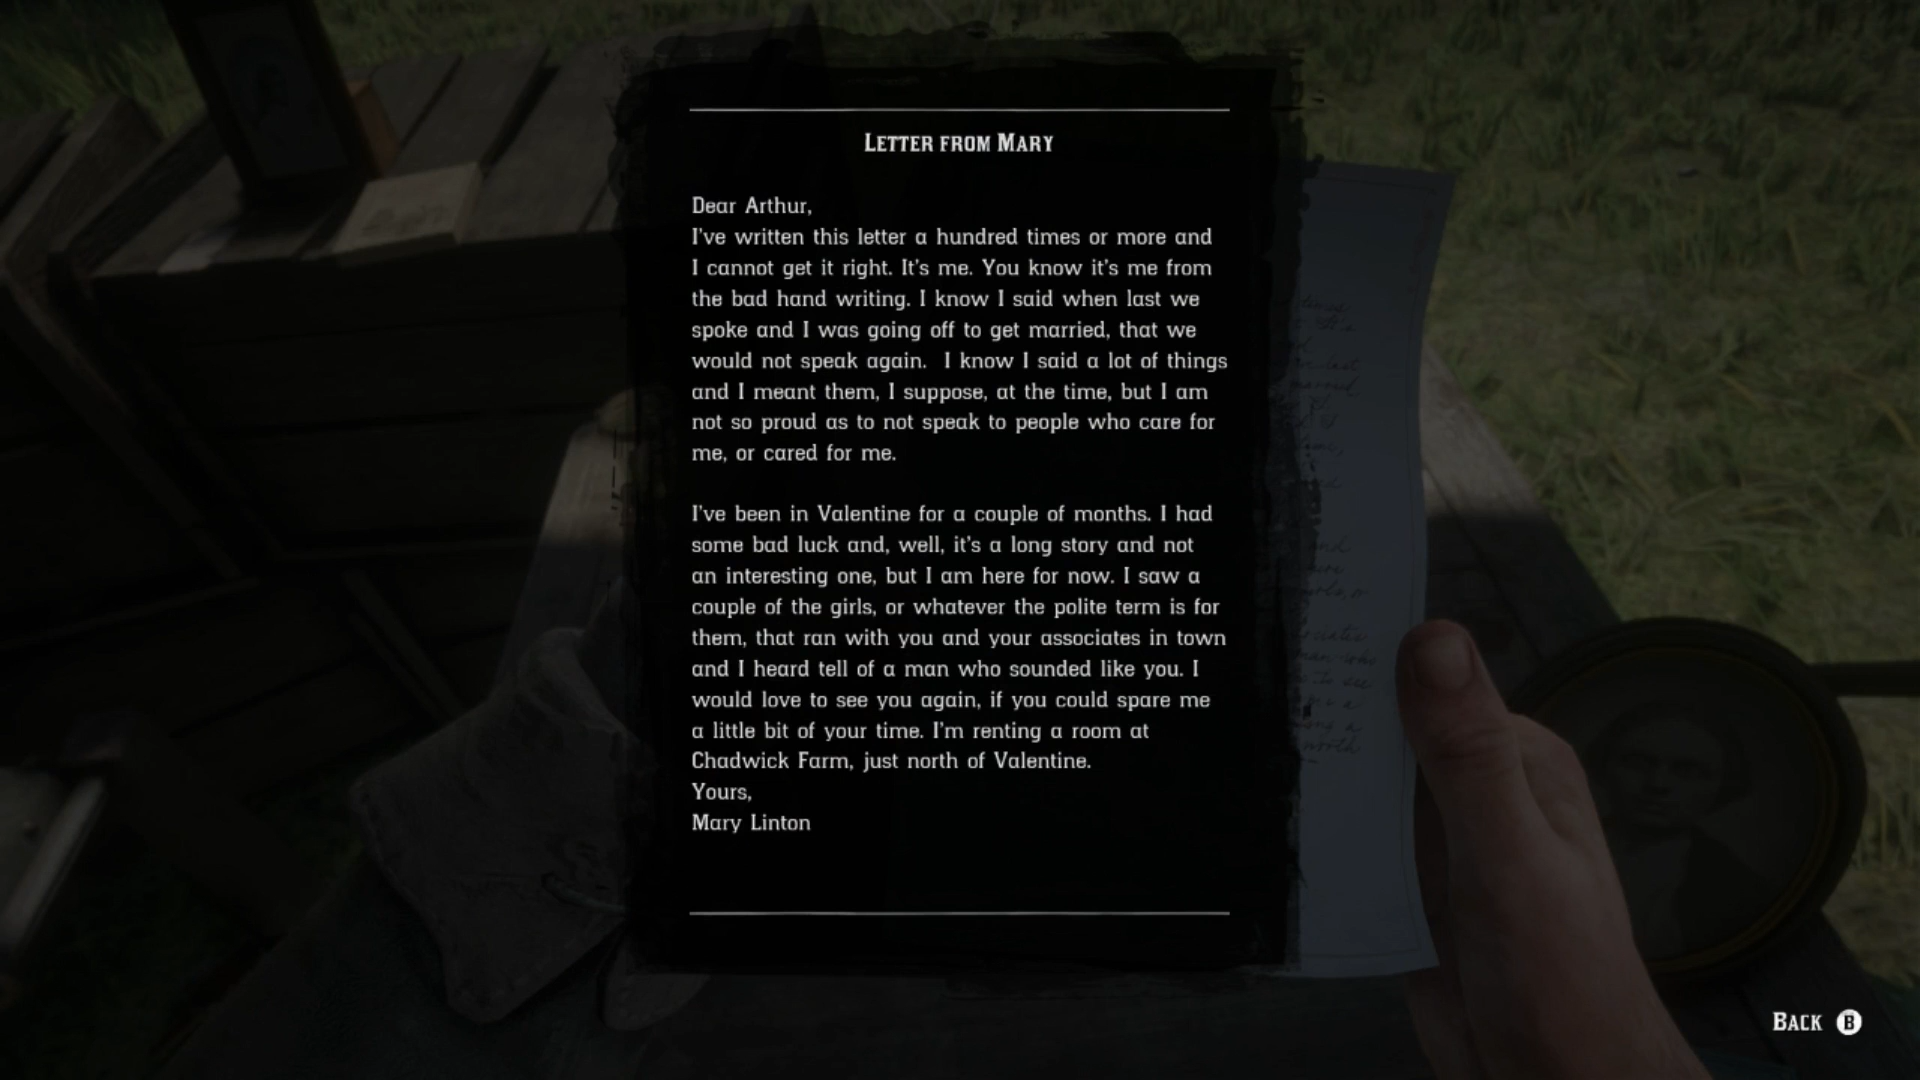 LETTER FROM MARY
Dear Arthur,
I've written this letter a hundred times or more and
I cannot get it right. It's me. You know it's me from
the bad hand writing. I know I said when last we
spoke and I was going off to get married, that we
would not speak again.  I know I said a lot of things
and I meant them, I suppose, at the time, but I am
not so proud as to not speak to people who care for
me, or cared for me.
I've been in Valentine for a couple of months. I had
some bad luck and, well, it's a long story and not
an interesting one, but I am here for now. I saw a
couple of the girls, or whatever the polite term is for
them, that ran with you and your associates in town
and I heard tell of a man who sounded like you. I
would love to see you again, if you could spare me
a little bit of your time. I'm renting a room at
Chadwick Farm, just north of Valentine.
Yours,
Mary Linton
BACK B